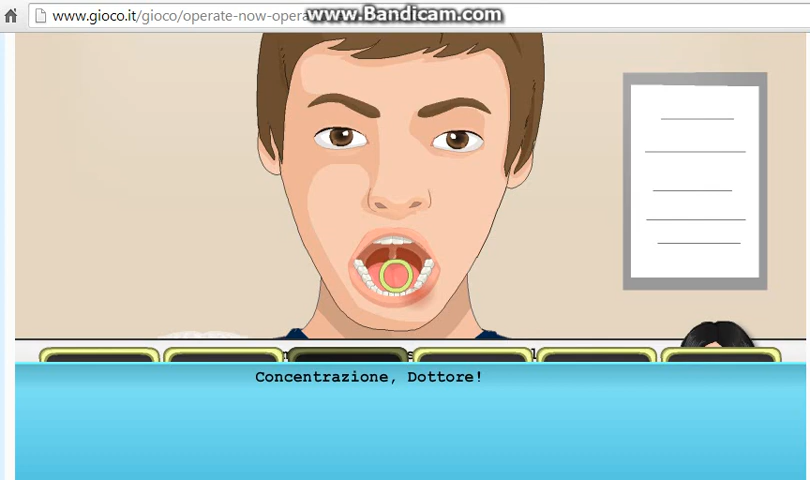 www.gioco.it/gioco/operate-now-opera
www.Bandicam.com
Concentrazione, Dottore!